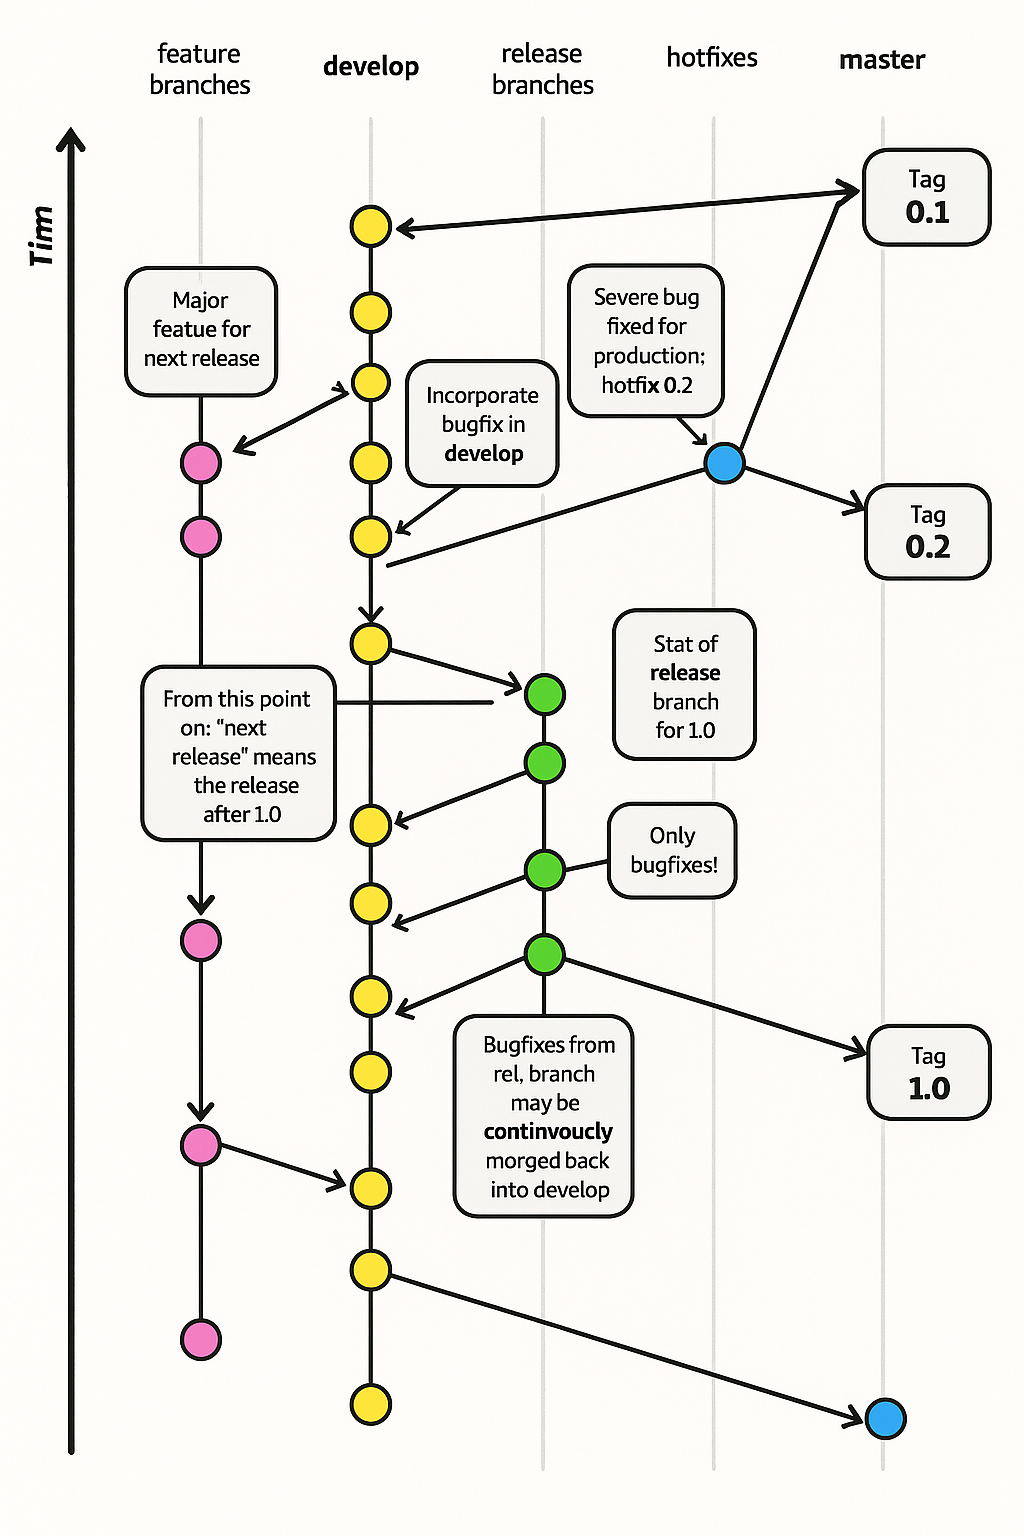 feature
branches
develop
release
branches
hotfixes
master
Tim
Tag
0.1
Major
featue for
next release
Severe bug
fixed for
production;
hotfix 0.2
Incorporate
bugfix in
develop
Tag
0.2
Stat of
release
branch
for 1.0
From this point
on: "next
release" means
the release
after 1.0
Only
bugfixes!
Bugfixes from
rel, branch
may be
continvoucly
morged back
into develop
Tag
1.0